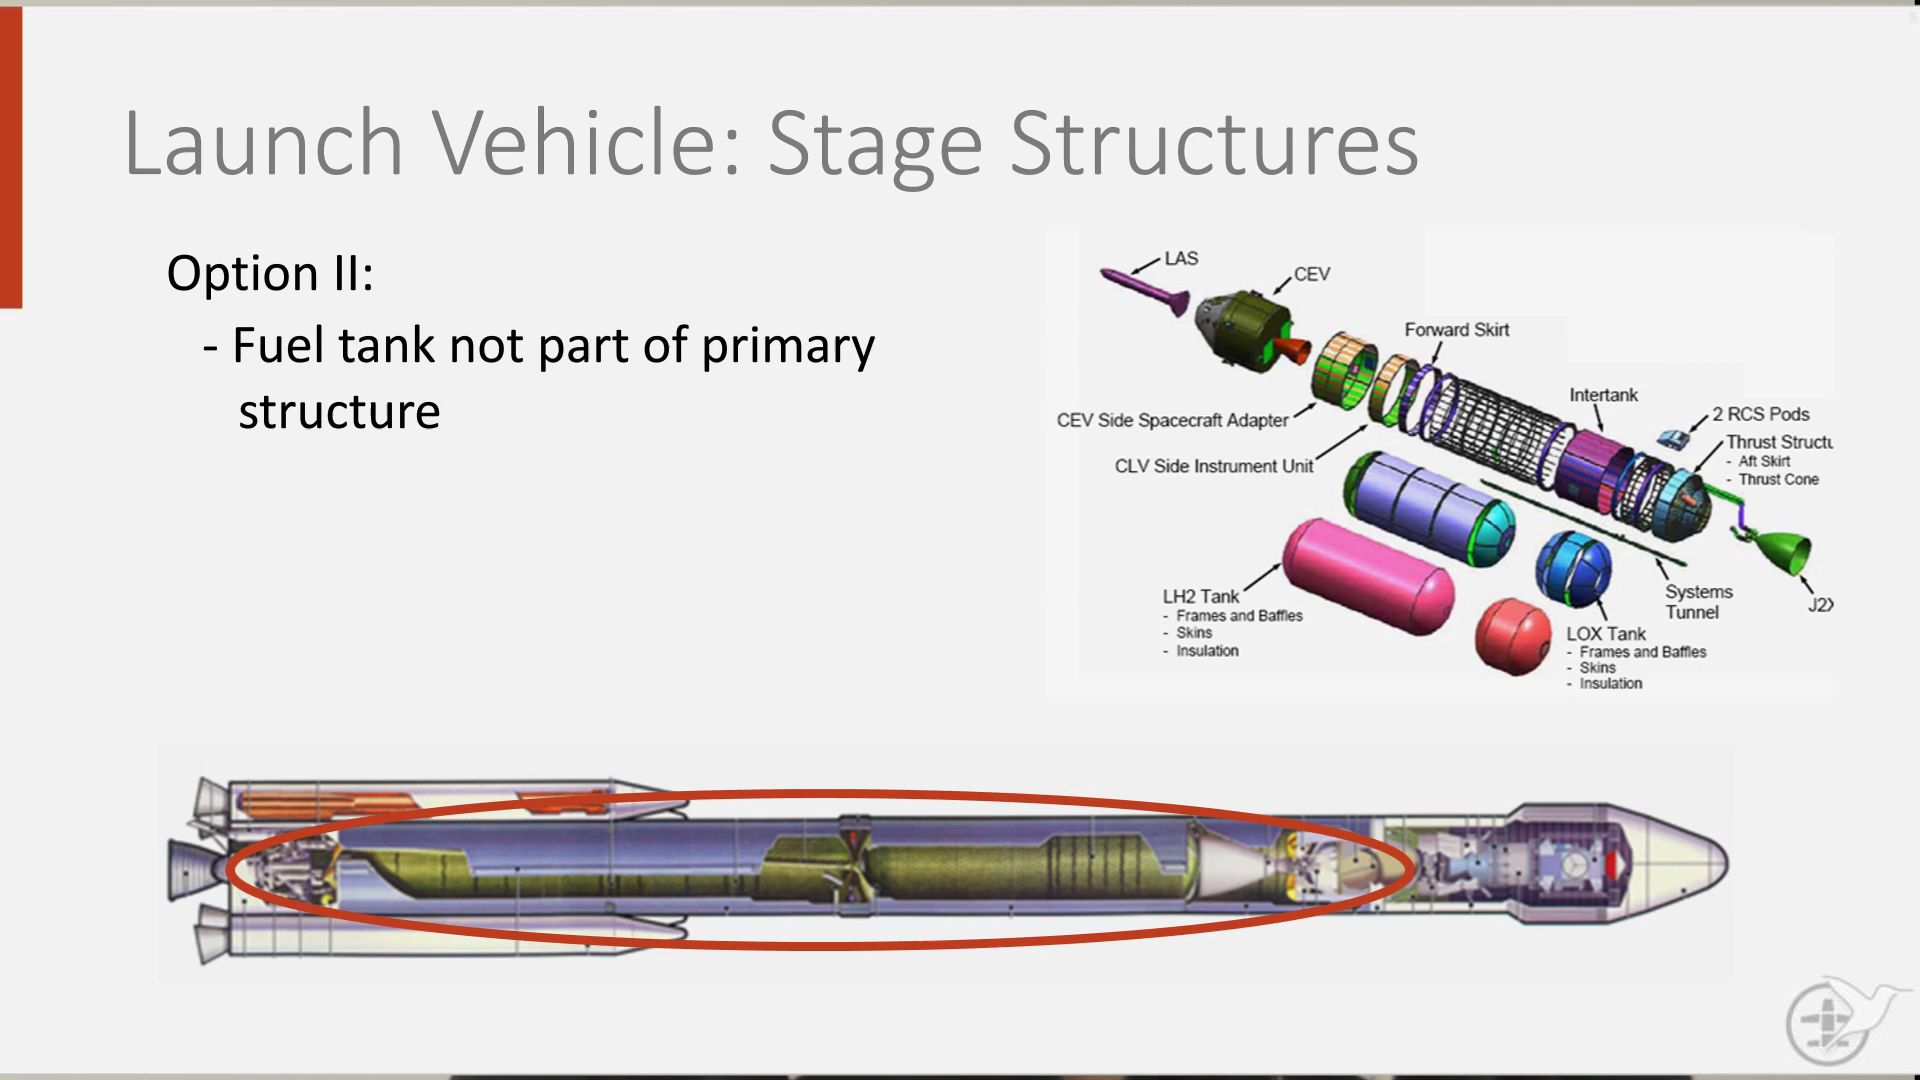 Launch Vehicle: Stage Structures
Option II:
- Fuel tank not part of primary
structure
LAS
CEV
Forward Skirt
Intertank
2 RCS Pods
Thrust Structu
- Aft Skirt
- Thrust Cone
CEV Side Spacecraft Adapter
CLV Side Instrument Unit
LH2 Tank
- Frames and Baffles
- Skins
- Insulation
Systems
Tunnel
J2X
LOX Tank
- Frames and Baffles
- Skins
- Insulation